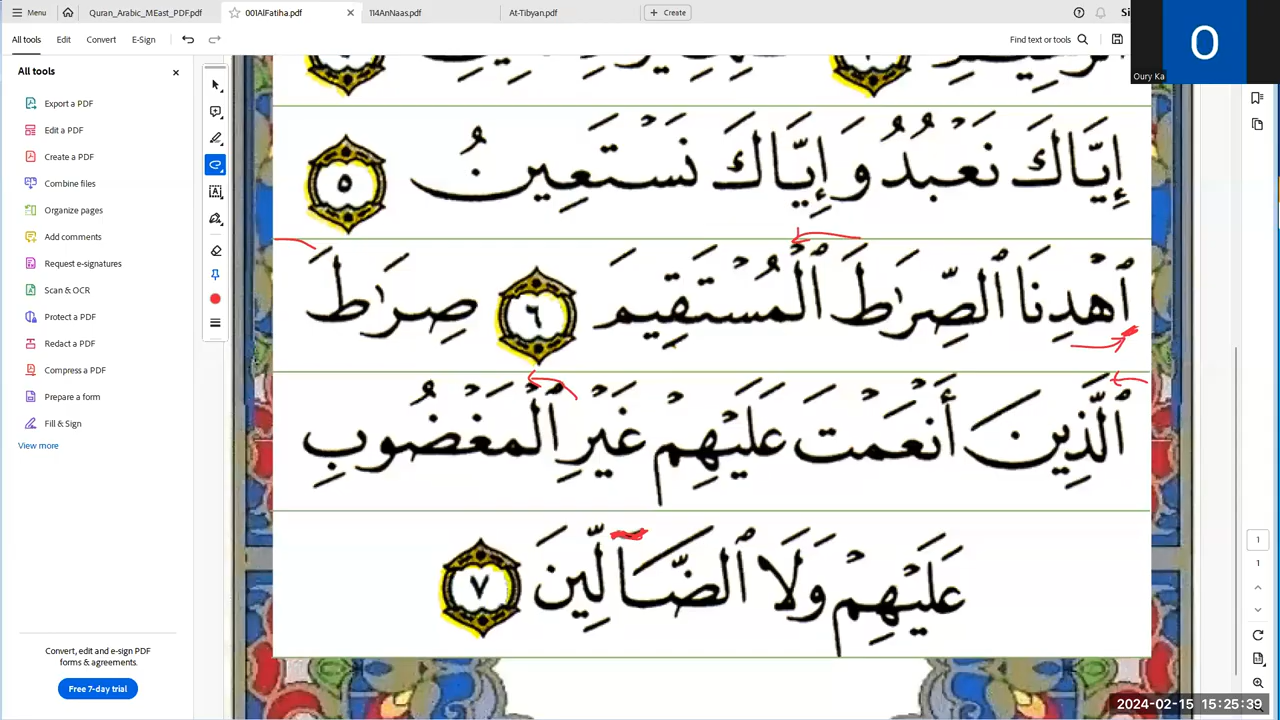 Menu
Quran_Arabic_MEast_PDF.pdf
001AlFatiha.pdf
114AnNaas.pdf
At-Tibyan.pdf
Create
All tools
Edit
Convert
E-Sign
Find text or tools
O
Oury Ka
All tools
Export a PDF
Edit a PDF
Create a PDF
Combine files
Organize pages
Add comments
Request e-signatures
Scan & OCR
Protect a PDF
Redact a PDF
Compress a PDF
Prepare a form
Fill & Sign
View more
Convert, edit and e-sign PDF
forms & agreements.
Free 7-day trial
إِيَّاكَ نَعْبُدُ وَإِيَّاكَ نَسْتَعِينُ ٥
ٱهْدِنَا ٱلصِّرَٰطَ ٱلْمُسْتَقِيمَ ٦ صِرَٰطَ
ٱلَّذِينَ أَنْعَمْتَ عَلَيْهِمْ غَيْرِ ٱلْمَغْضُوبِ
عَلَيْهِمْ وَلَا ٱلضَّآلِّينَ ٧
1
1
2024-02-15 15:25:39